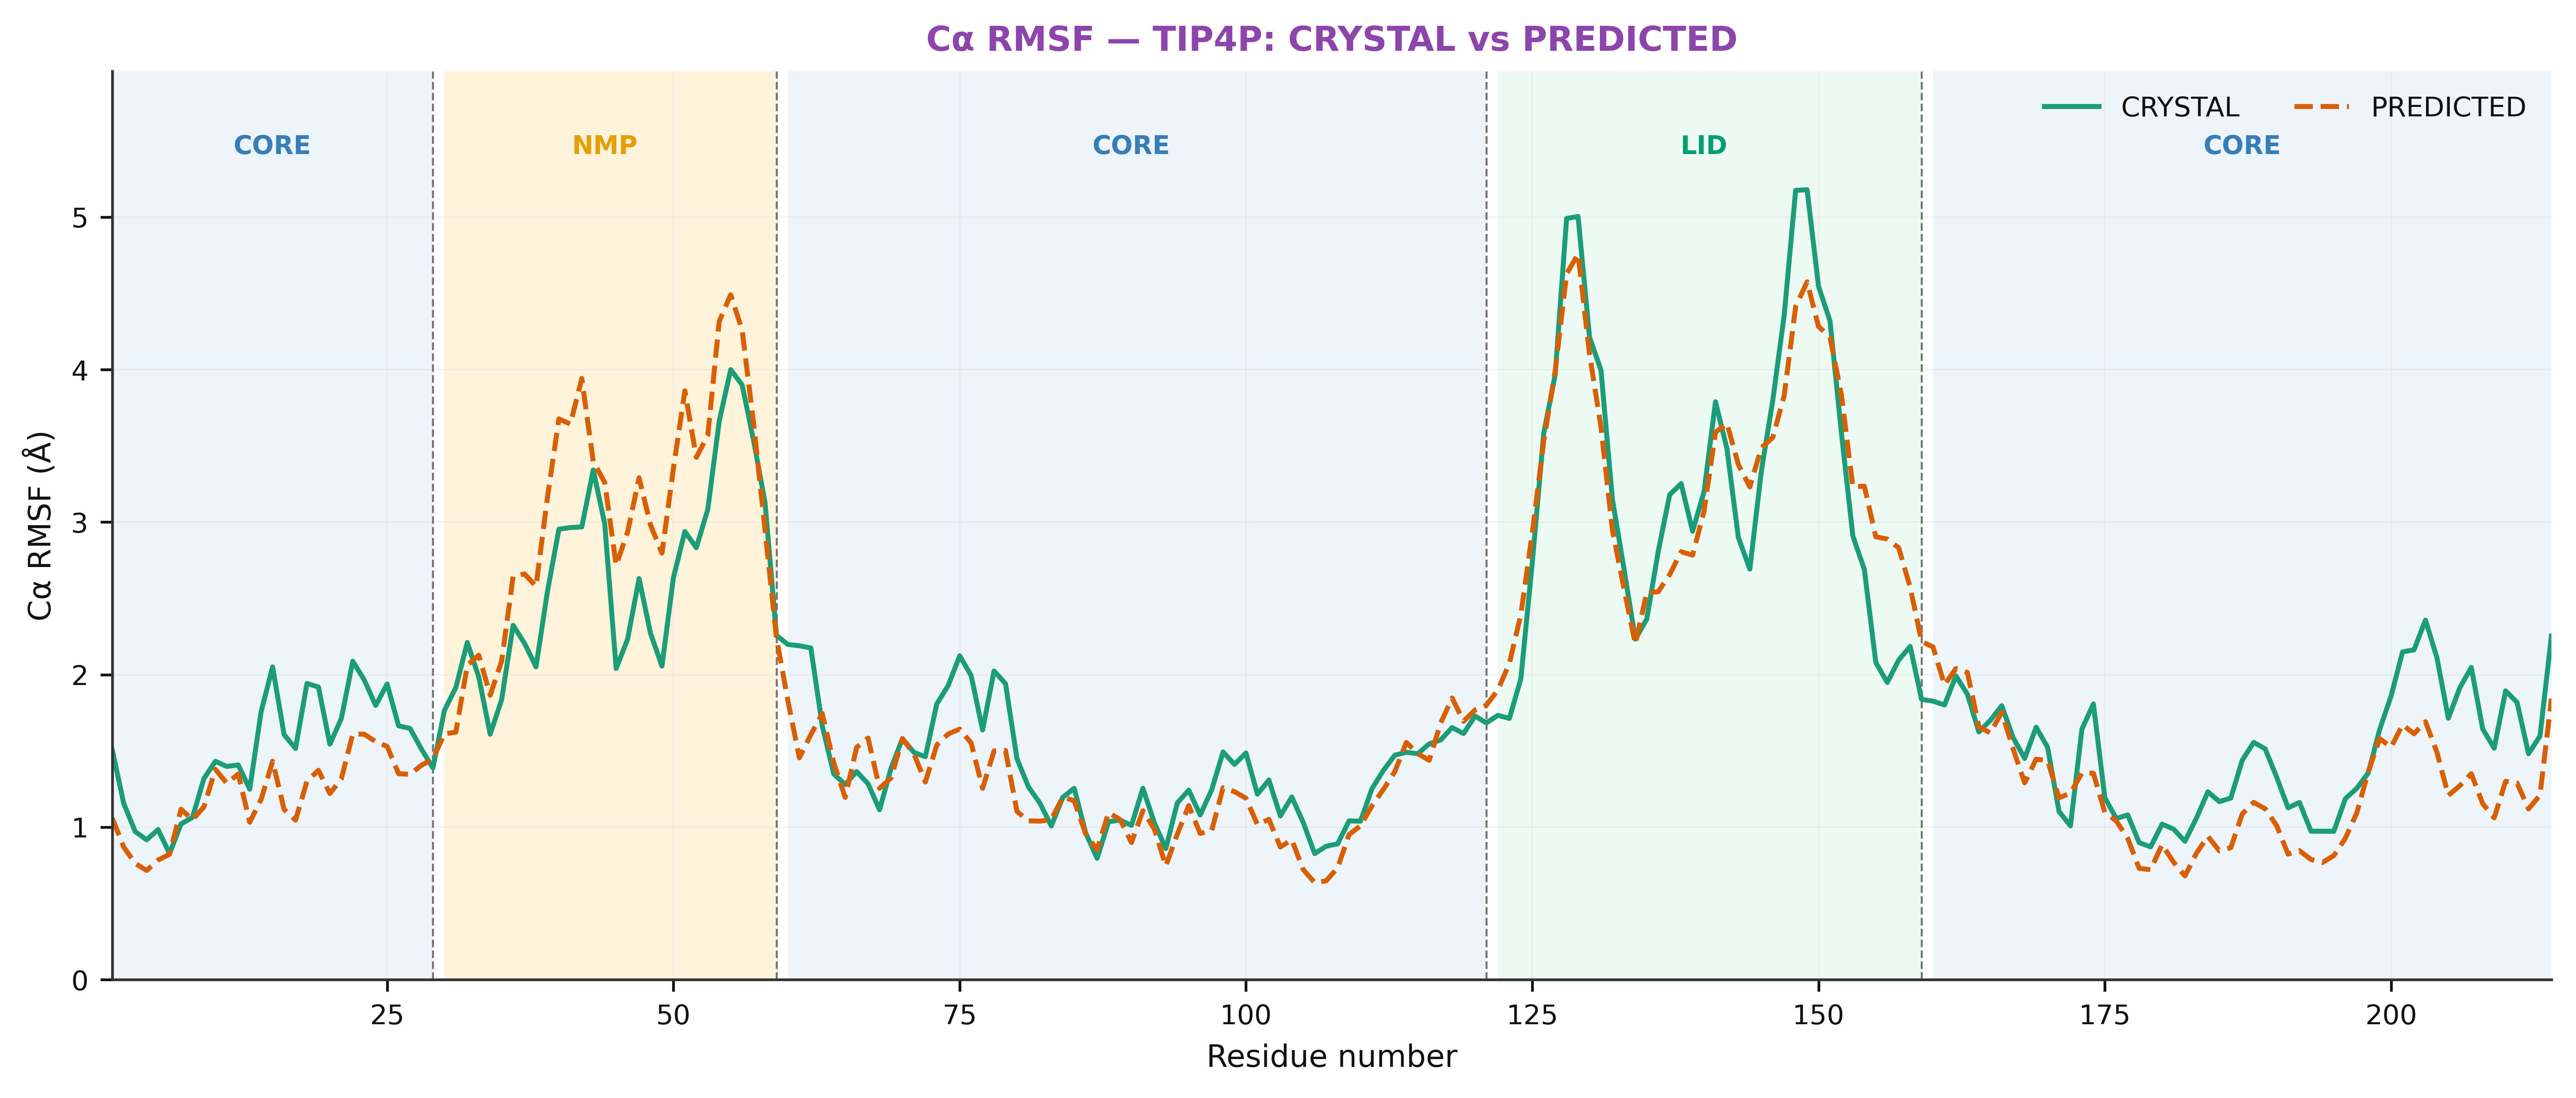 Cα RMSF — TIP4P: CRYSTAL vs PREDICTED
CRYSTAL
PREDICTED
CORE
NMP
CORE
LID
CORE
Cα RMSF (Å)
5
4
3
2
1
0
25
50
75
100
125
150
175
200
Residue number